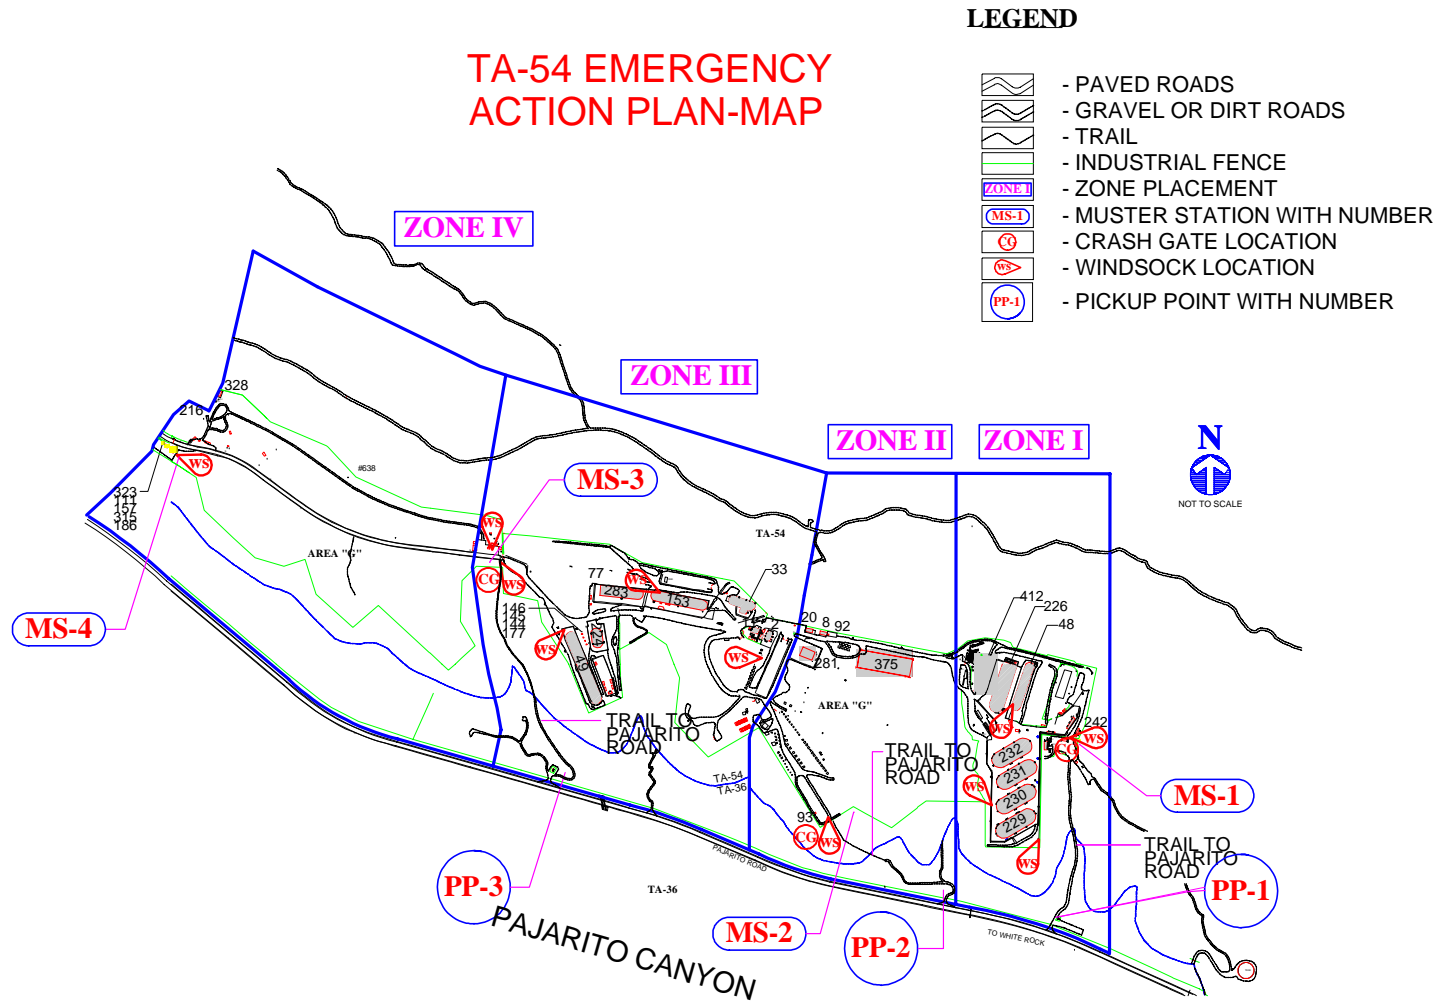 LEGEND
TA-54 EMERGENCY
ACTION PLAN-MAP
- PAVED ROADS
- GRAVEL OR DIRT ROADS
- TRAIL
- INDUSTRIAL FENCE
ZONE I - ZONE PLACEMENT
MS-1 - MUSTER STATION WITH NUMBER
CG - CRASH GATE LOCATION
WS - WINDSOCK LOCATION
PP-1 - PICKUP POINT WITH NUMBER
ZONE IV
ZONE III
ZONE II
ZONE I
N
NOT TO SCALE
328
216
WS
#638
MS-3
323
111
157
315
186
AREA "G"
WS
TA-54
CG
WS
77
WS
33
283
153
146
145
144
177
WS
49
224
WS
20
8
92
281
375
412
226
48
MS-4
AREA "G"
242
WS
WS
CG
TRAIL TO
PAJARITO
ROAD
TRAIL TO
PAJARITO
ROAD
232
231
230
229
WS
MS-1
TA-54
TA-36
93
CG
WS
WS
TRAIL TO
PAJARITO
ROAD
PAJARITO ROAD
PP-3
TA-36
PP-1
MS-2
PP-2
TO WHITE ROCK
PAJARITO CANYON